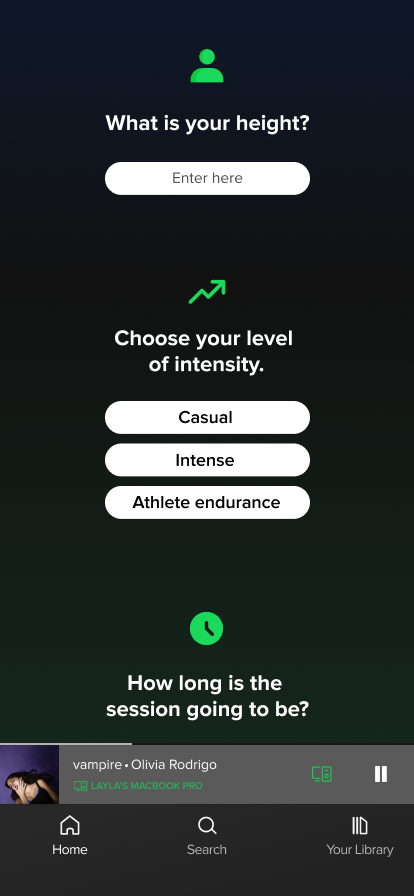 What is your height?
Enter here
Choose your level
of intensity.
Casual
Intense
Athlete endurance
How long is the
session going to be?
vampire • Olivia Rodrigo
LAYLA'S MACBOOK PRO
Home
Search
Your Library